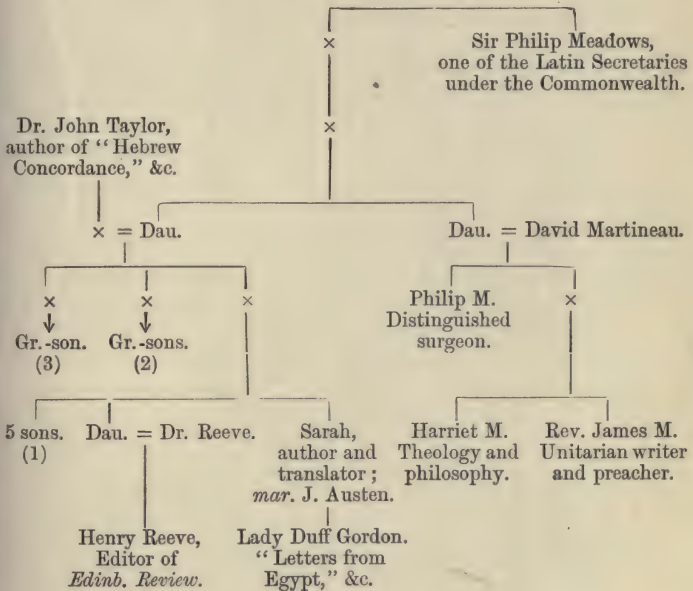 ×
Sir Philip Meadows,
one of the Latin Secretaries
under the Commonwealth.
×
Dr. John Taylor,
author of “Hebrew
Concordance,” &c.
× = Dau.
Dau. = David Martineau.
×
×
×
Philip M.
Distinguished
surgeon.
×
Gr.-son.
(3)
Gr.-sons.
(2)
5 sons.
(1)
Dau. = Dr. Reeve.
Sarah,
author and
translator;
mar. J. Austen.
Harriet M.
Theology and
philosophy.
Rev. James M.
Unitarian writer
and preacher.
Henry Reeve,
Editor of
Edinb. Review.
Lady Duff Gordon.
“Letters from
Egypt,” &c.